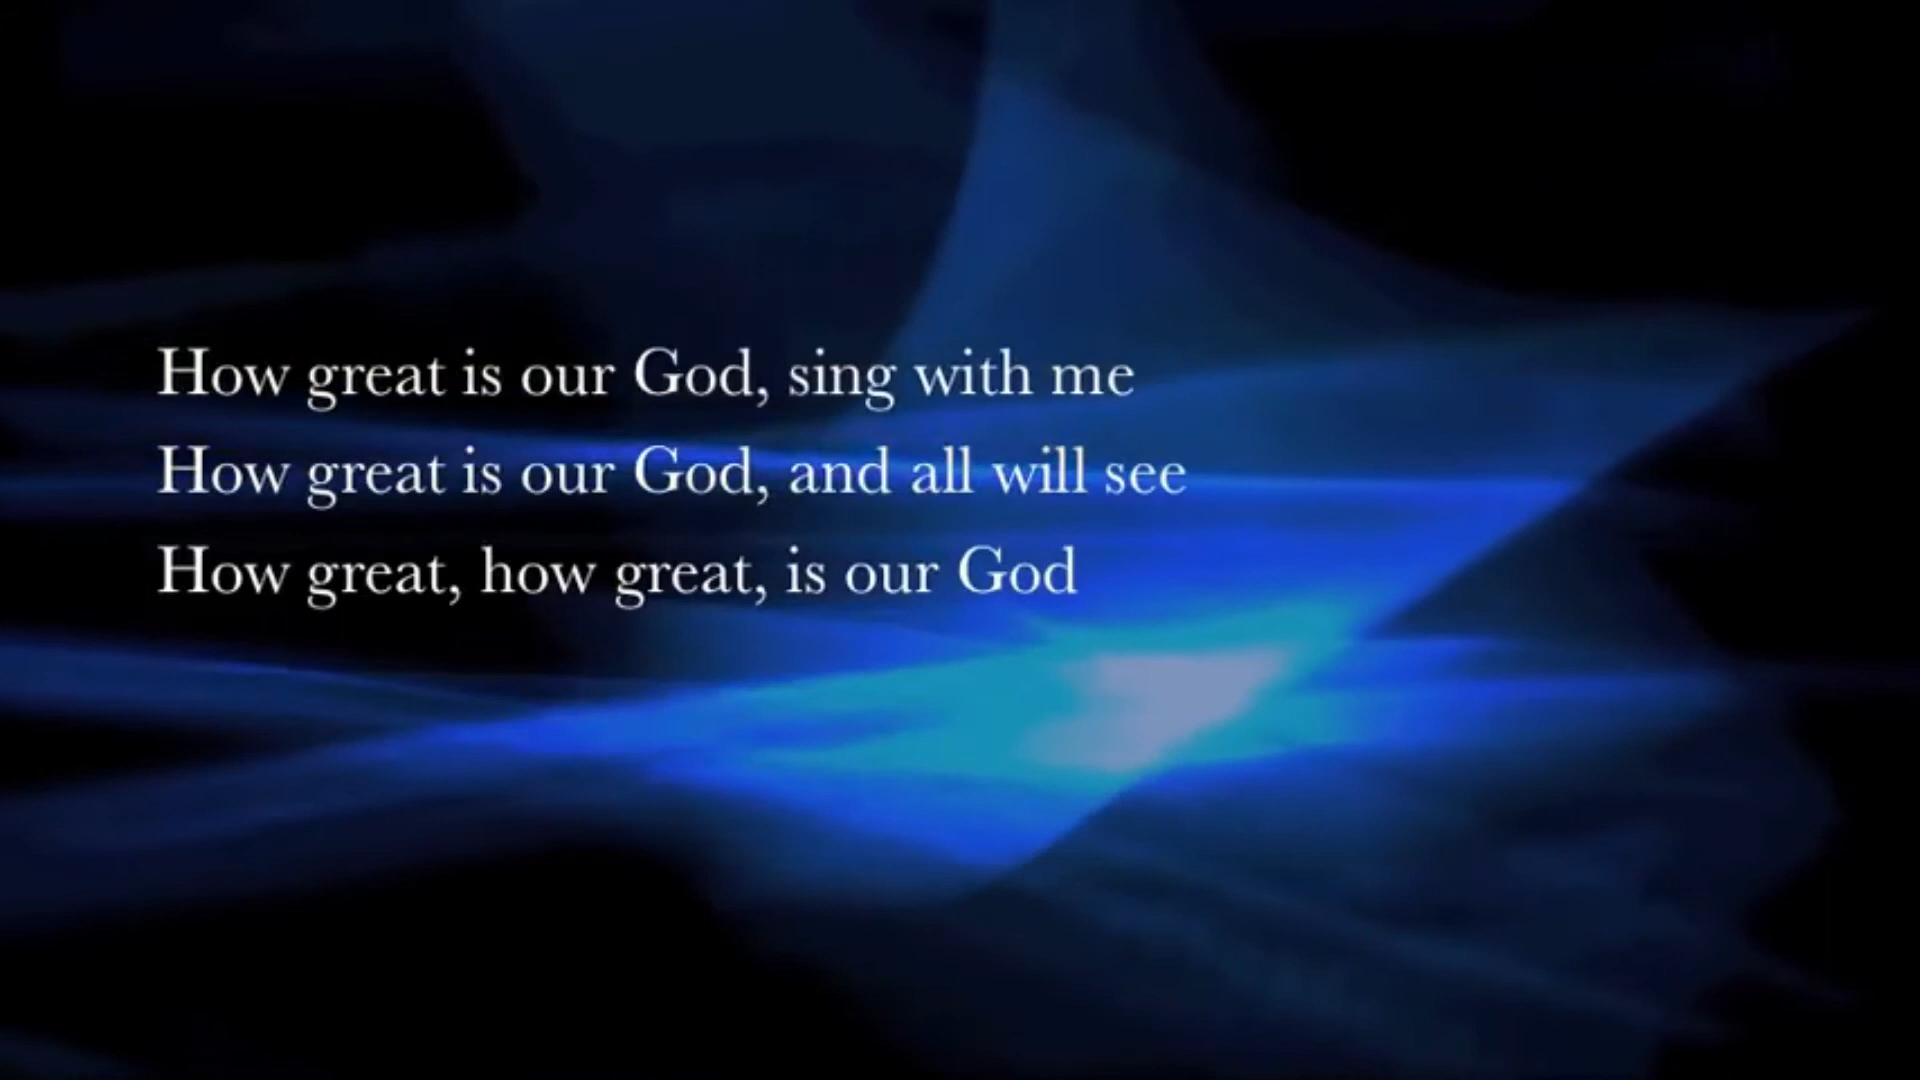 How great is our God, sing with me
How great is our God, and all will see
How great, how great, is our God